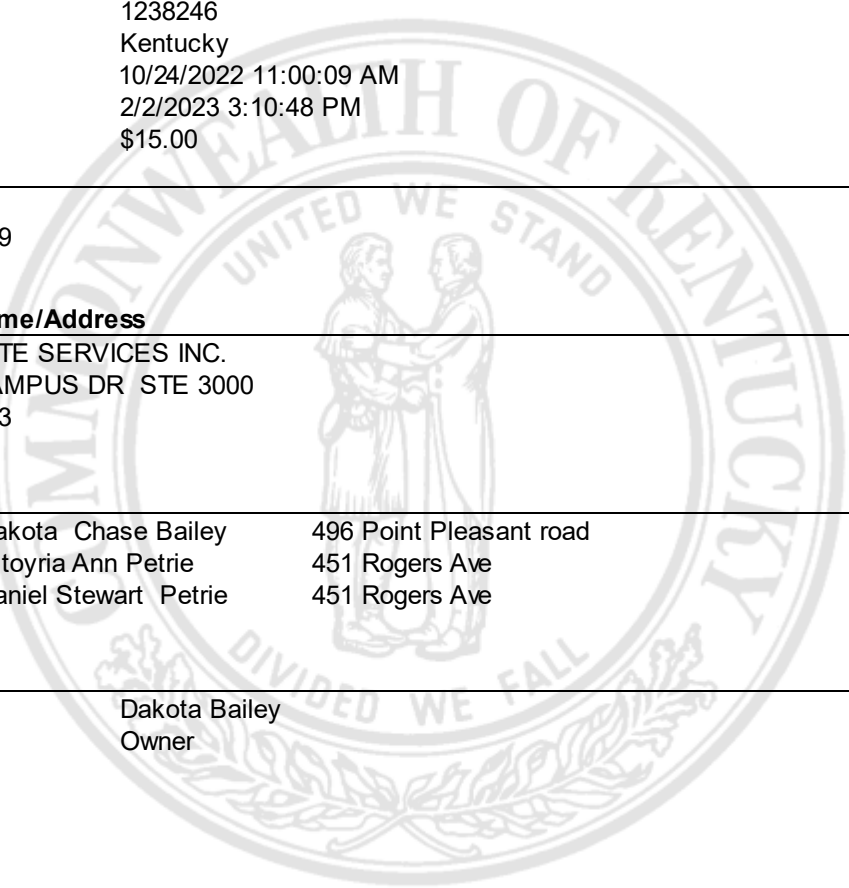 1238246
Kentucky
10/24/2022 11:00:09 AM
2/2/2023 3:10:48 PM
$15.00
9
me/Address
TE SERVICES INC.
AMPUS DR STE 3000
3
akota Chase Bailey 496 Point Pleasant road
toyria Ann Petrie 451 Rogers Ave
aniel Stewart Petrie 451 Rogers Ave
Dakota Bailey
Owner
COMMONWEALTH OF KENTUCKY
UNITED WE STAND
DIVIDED WE FALL